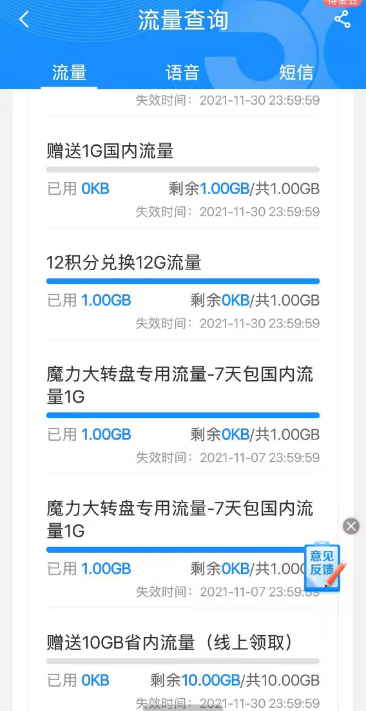 得金豆
流量查询
流量 语音 短信
失效时间：2021-11-30 23:59:59
赠送1G国内流量
已用 0KB 剩余1.00GB/共1.00GB
失效时间：2021-11-30 23:59:59
12积分兑换12G流量
已用 1.00GB 剩余0KB/共1.00GB
失效时间：2021-11-30 23:59:59
魔力大转盘专用流量-7天包国内流
量1G
已用 1.00GB 剩余0KB/共1.00GB
失效时间：2021-11-07 23:59:59
魔力大转盘专用流量-7天包国内流
量1G
已用 1.00GB 剩余0KB/共1.00G
意见
反馈
失效时间：2021-11-07 23:59:
赠送10GB省内流量（线上领取）
已用 0KB 剩余10.00GB/共10.00GB
失效时间：202